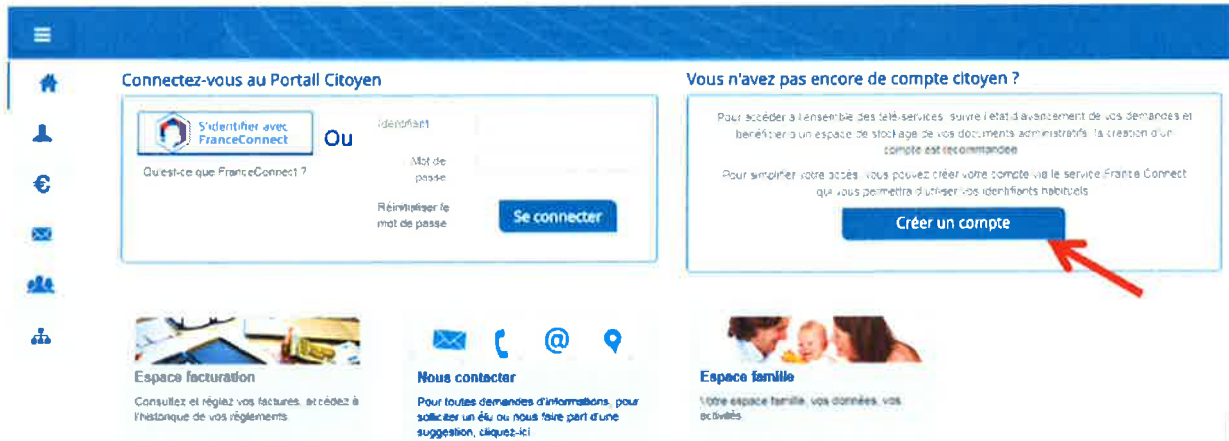 Connectez-vous au Portail Citoyen
S'identifier avec
FranceConnect
Qu'est-ce que FranceConnect ?
Ou
Identifiant
Mot de
passe
Réinitialiser le
mot de passe
Se connecter
Vous n'avez pas encore de compte citoyen ?
Pour accéder à l'ensemble des télé-services, suivre l'état d'avancement de vos demandes et
bénéficier d'un espace de stockage de vos documents administratifs, la création d'un
compte est recommandée
Pour simplifier votre accès, vous pouvez créer votre compte via le service France Connect
qui vous permettra d'utiliser vos identifiants habituels
Créer un compte
Espace facturation
Consultez et réglez vos factures, accédez à
l'historique de vos règlements
Nous contacter
Pour toutes demandes d'informations, pour
solliciter un élu ou nous faire part d'une
suggestion, cliquez-ici
Espace famille
Votre espace famille, vos données, vos
activités